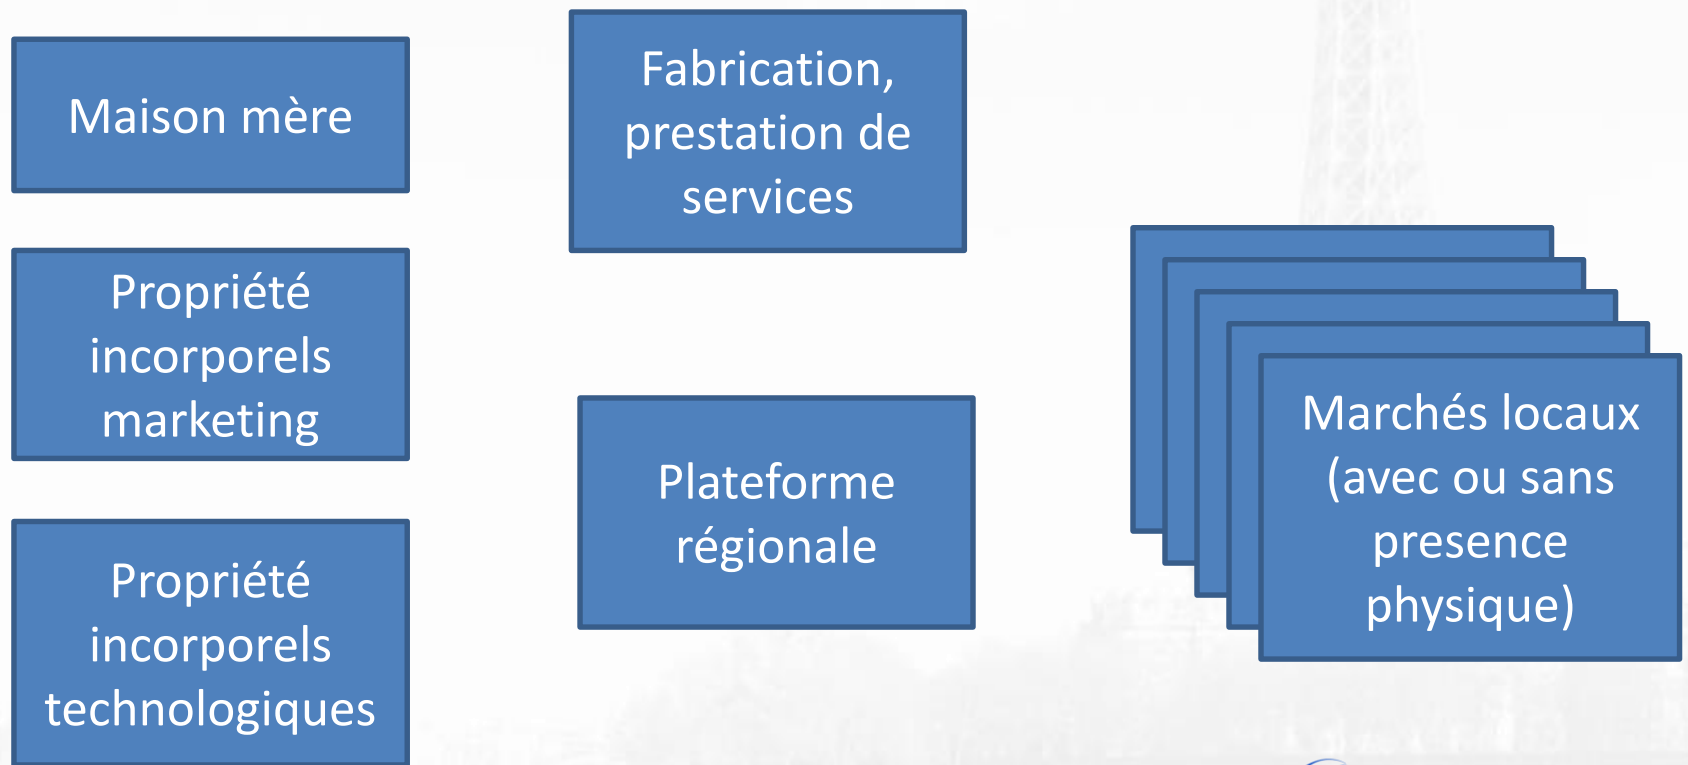 Maison mère
Propriété
incorporels
marketing
Propriété
incorporels
technologiques
Fabrication,
prestation de
services
Plateforme
régionale
Marchés locaux
(avec ou sans
presence
physique)